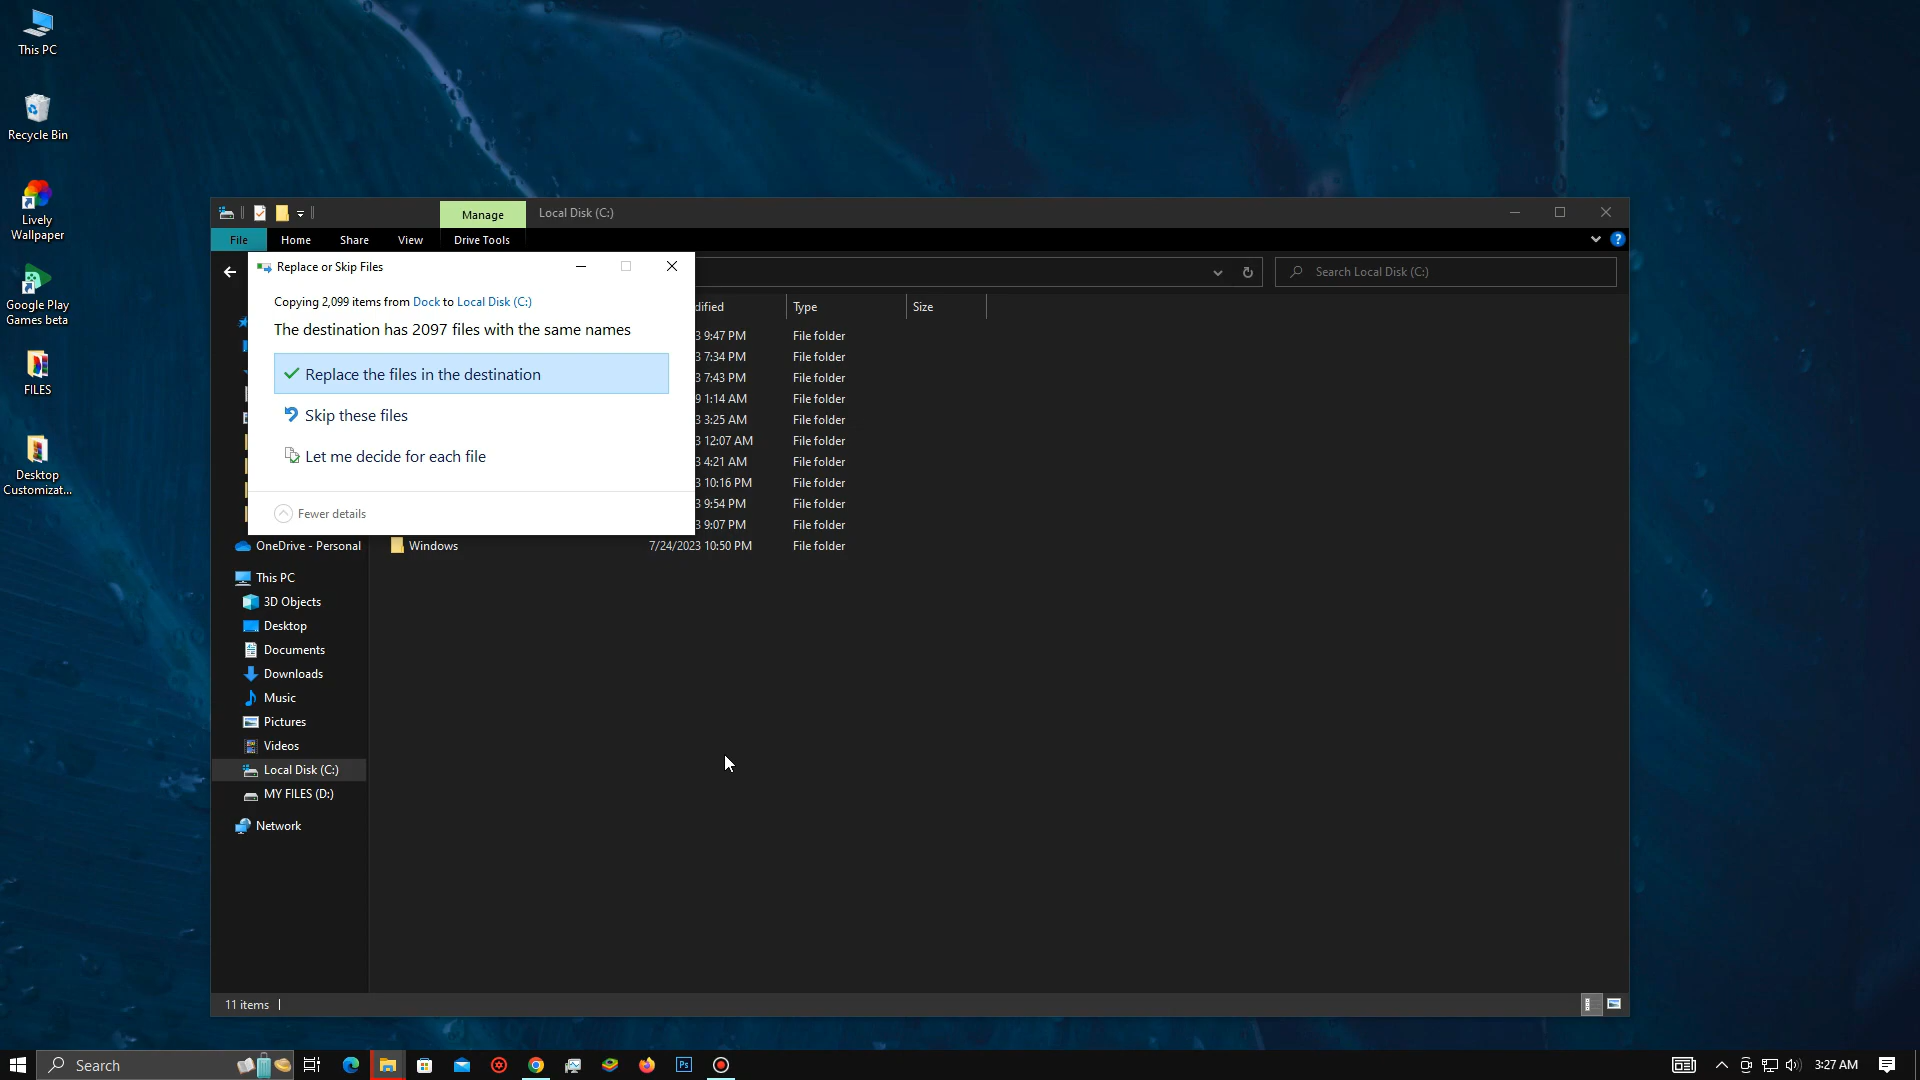 This PC
Recycle Bin
Lively
Wallpaper
Google Play
Games beta
FILES
Desktop
Customizat...
Manage
Local Disk (C:)
File
Home
Share
View
Drive Tools
Search Local Disk (C:)
Replace or Skip Files
Copying 2,099 items from Dock to Local Disk (C:)
The destination has 2097 files with the same names
Replace the files in the destination
Skip these files
Let me decide for each file
Fewer details
dified
Type
Size
3 9:47 PM File folder
3 7:34 PM File folder
3 7:43 PM File folder
9 1:14 AM File folder
3 3:25 AM File folder
3 12:07 AM File folder
3 4:21 AM File folder
3 10:16 PM File folder
3 9:54 PM File folder
3 9:07 PM File folder
Windows 7/24/2023 10:50 PM File folder
OneDrive - Personal
This PC
3D Objects
Desktop
Documents
Downloads
Music
Pictures
Videos
Local Disk (C:)
MY FILES (D:)
Network
11 items
Search
Ps
3:27 AM